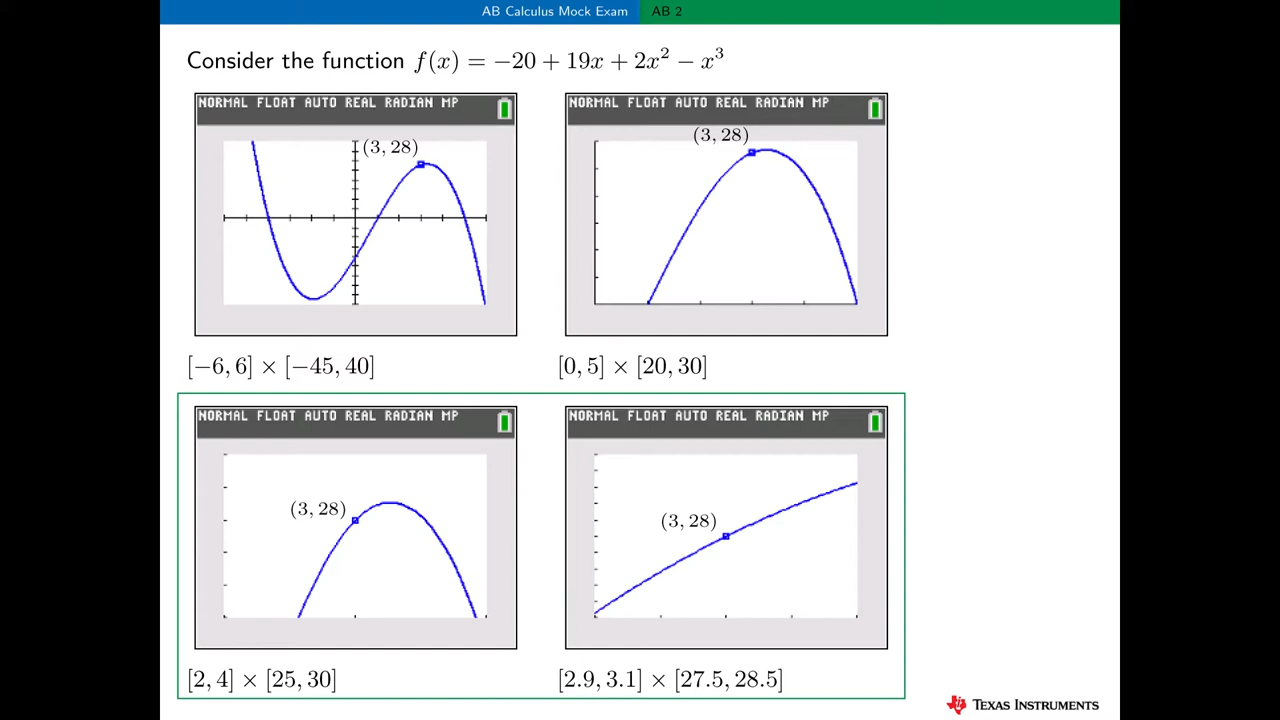 AB Calculus Mock Exam AB 2
Consider the function f(x) = −20 + 19x + 2x² − x³
NORMAL FLOAT AUTO REAL RADIAN MP
(3, 28)
[−6, 6] × [−45, 40]
NORMAL FLOAT AUTO REAL RADIAN MP
(3, 28)
[0, 5] × [20, 30]
NORMAL FLOAT AUTO REAL RADIAN MP
(3, 28)
[2, 4] × [25, 30]
NORMAL FLOAT AUTO REAL RADIAN MP
(3, 28)
[2.9, 3.1] × [27.5, 28.5]
TEXAS INSTRUMENTS